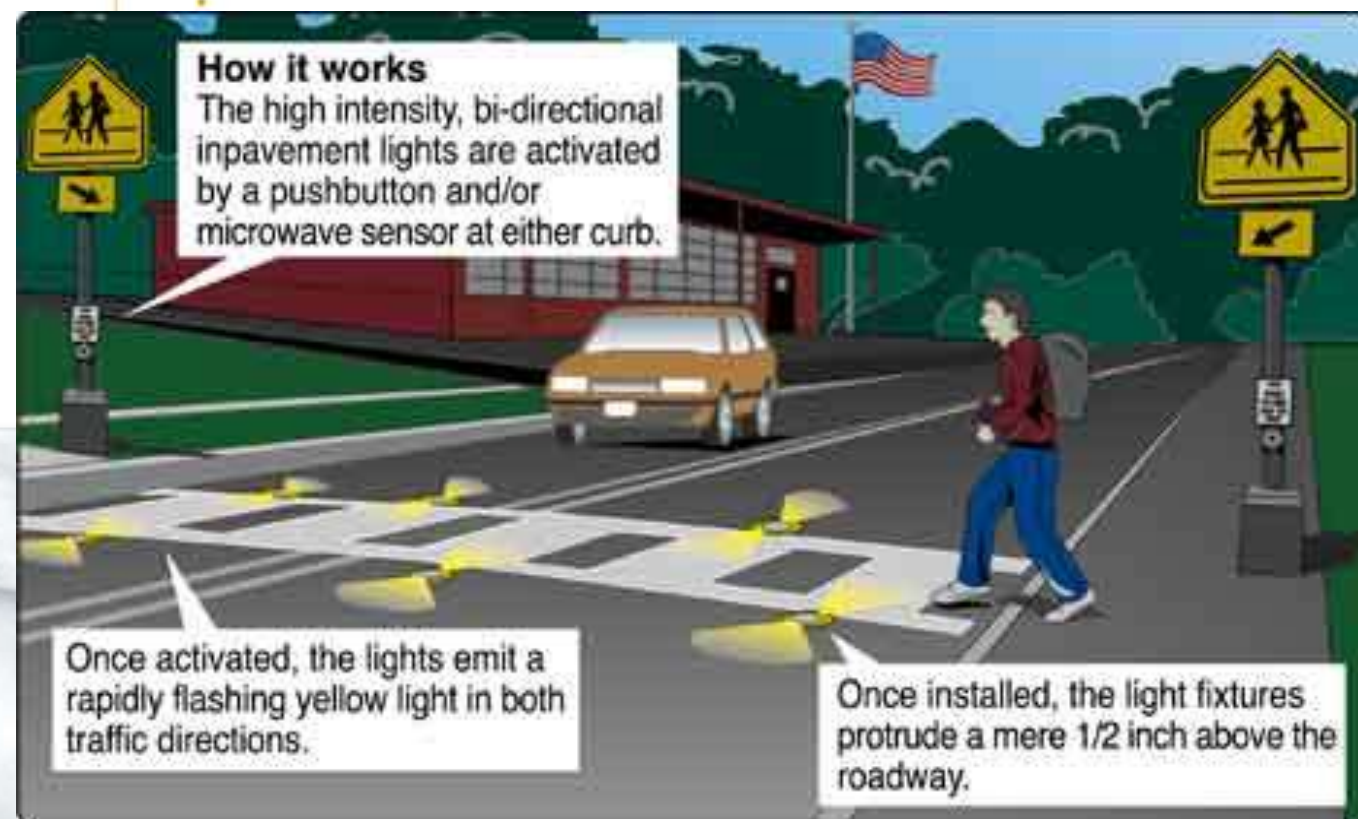 How it works
The high intensity, bi-directional
inpavement lights are activated
by a pushbutton and/or
microwave sensor at either curb.
Once activated, the lights emit a
rapidly flashing yellow light in both
traffic directions.
Once installed, the light fixtures
protrude a mere 1/2 inch above the
roadway.